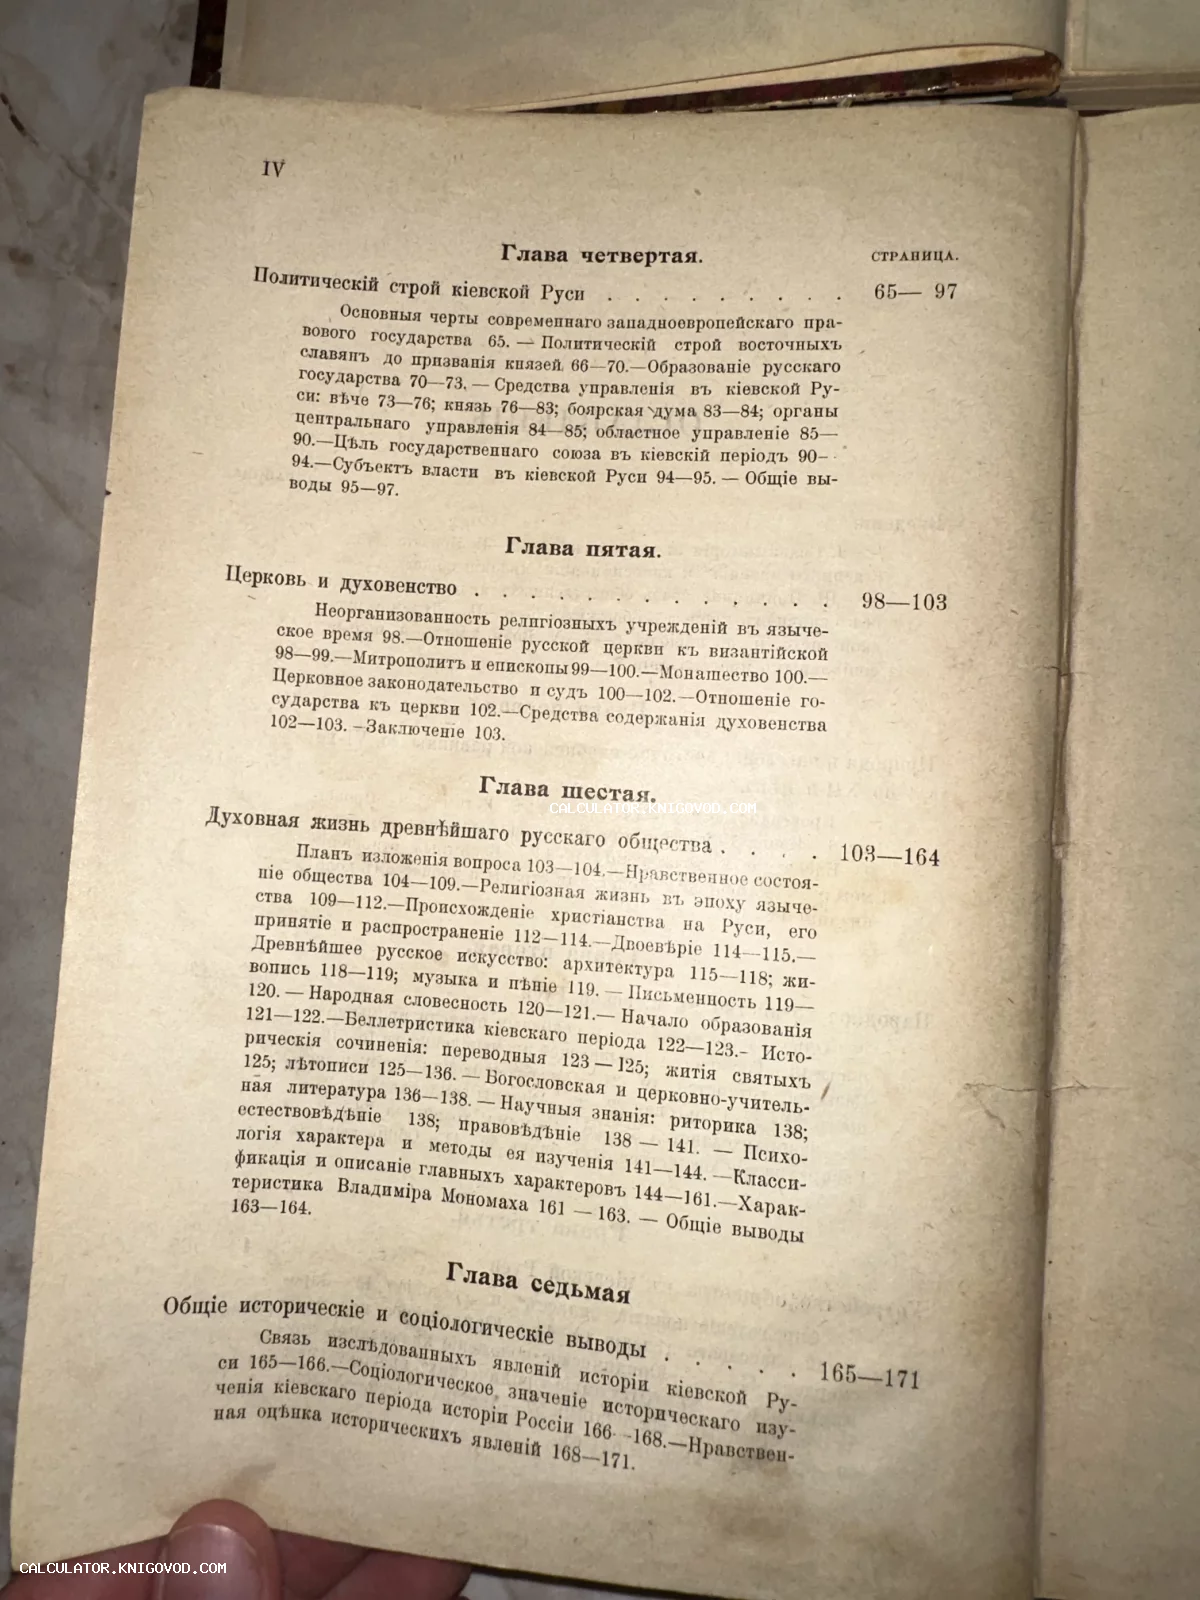 IV
Глава четвертая.
СТРАНИЦА.
Политическій строй кіевской Руси . . . . . . . . . 65— 97
Основныя черты современнаго западноевропейскаго пра-
вового государства 65. — Политическій строй восточныхъ
славянъ до призванія князей 66—70.—Образованіе русскаго
государства 70—73. — Средства управленія въ кіевской Ру-
си: вѣче 73—76; князь 76—83; боярская дума 83—84; органы
центральнаго управленія 84—85; областное управленіе 85—
90.—Цѣль государственнаго союза въ кіевскій періодъ 90—
94.—Субъектъ власти въ кіевской Руси 94—95. — Общіе вы-
воды 95—97.
Глава пятая.
Церковь и духовенство . . . . . . . . . . . . . 98—103
Неорганизованность религіозныхъ учрежденій въ языче-
ское время 98.—Отношеніе русской церкви къ византійской
98—99.—Митрополитъ и епископы 99—100.—Монашество 100.—
Церковное законодательство и судъ 100—102.—Отношеніе го-
сударства къ церкви 102.—Средства содержанія духовенства
102—103.—Заключеніе 103.
Глава шестая.
CALCULATOR.KNIGOVOD.COM
Духовная жизнь древнѣйшаго русскаго общества . . . . 103—164
Планъ изложенія вопроса 103—104.—Нравственное состоя-
ніе общества 104—109.—Религіозная жизнь въ эпоху языче-
ства 109—112.—Происхожденіе христіанства на Руси, его
принятіе и распространеніе 112—114.—Двоевѣріе 114—115.—
Древнѣйшее русское искусство: архитектура 115—118; жи-
вопись 118—119; музыка и пѣніе 119. — Письменность 119—
120. — Народная словесность 120—121.— Начало образованія
121—122.—Беллетристика кіевскаго періода 122—123.- Исто-
рическія сочиненія: переводныя 123—125; житія святыхъ
125; лѣтописи 125—136. — Богословская и церковно-учитель-
ная литература 136—138. — Научныя знанія: риторика 138;
естествовѣдѣніе 138; правовѣдѣніе 138 — 141. — Психо-
логія характера и методы ея изученія 141—144. —Класси-
фикація и описаніе главныхъ характеровъ 144—161.—Харак-
теристика Владиміра Мономаха 161 — 163. — Общіе выводы
163—164.
Глава седьмая
Общіе историческіе и соціологическіе выводы . . . . . 165—171
Связь изслѣдованныхъ явленій исторіи кіевской Ру-
си 165—166.—Соціологическое значеніе историческаго изу-
ченія кіевскаго періода исторіи Россіи 166—168.—Нравствен-
ная оцѣнка историческихъ явленій 168—171.
CALCULATOR.KNIGOVOD.COM